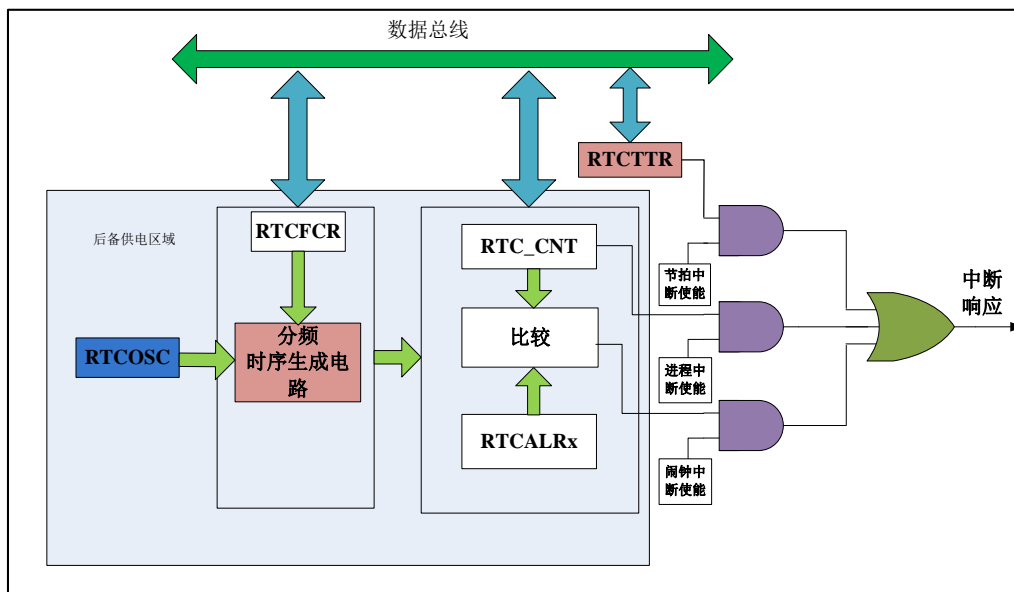 数据总线
RTCTTR
后备供电区域
RTCFCR
RTC_CNT
节拍中
断使能
中断
响应
RTCOSC
分频
时序生成电
路
比较
进程中
断使能
RTCALRx
闹钟中
断使能